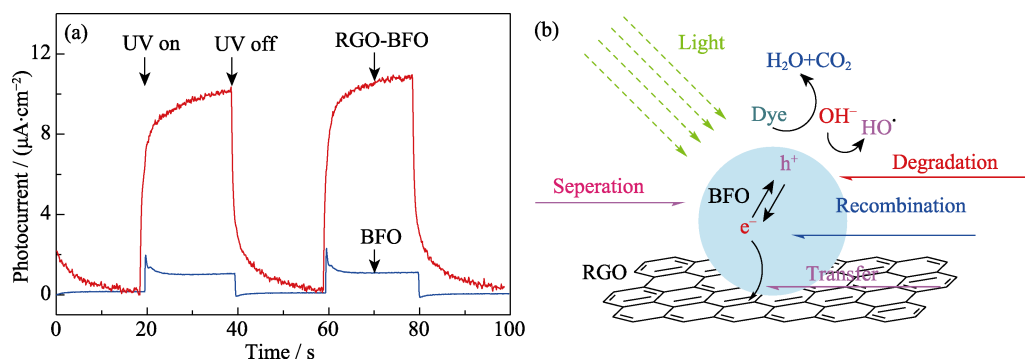 (a)
UV on
UV off
RGO-BFO
BFO
Photocurrent / (μA·cm⁻²)
12
8
4
0
0
20
40
60
80
100
Time / s
(b)
Light
H₂O+CO₂
Dye
OH⁻
HO·
h⁺
Degradation
Seperation
BFO
Recombination
e⁻
RGO
Transfer